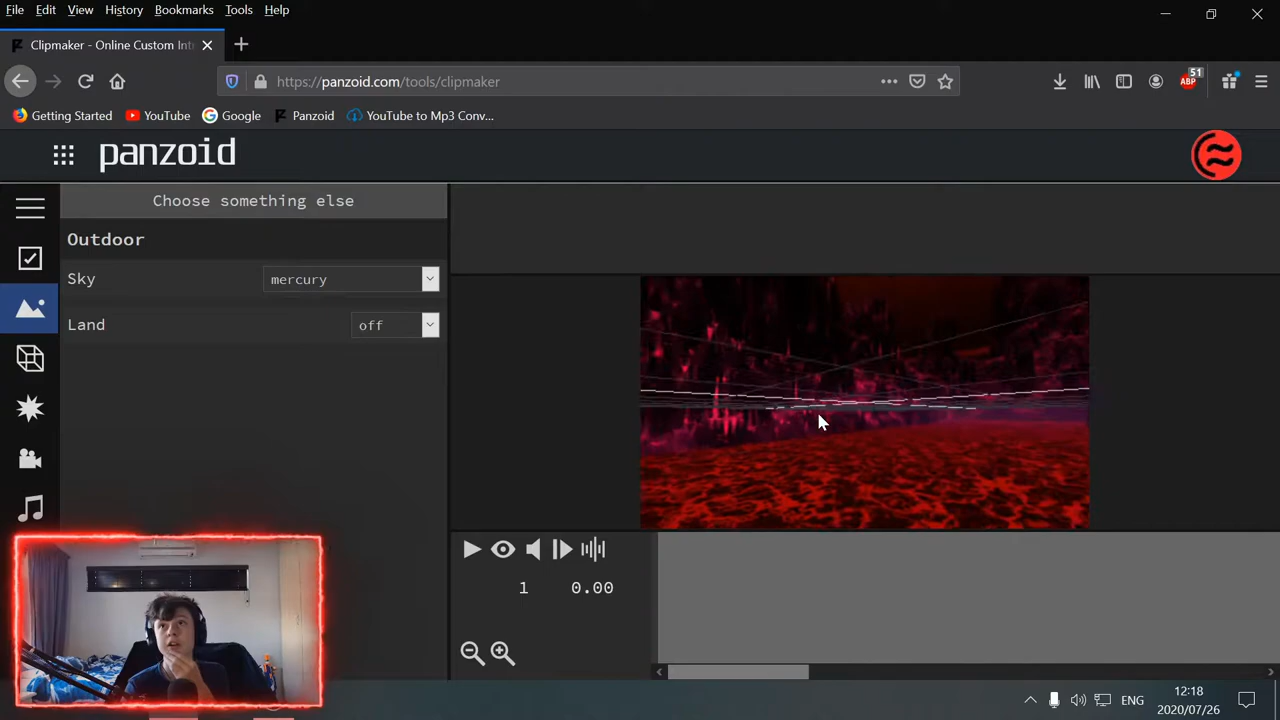 File Edit View History Bookmarks Tools Help
Clipmaker - Online Custom Int
https://panzoid.com/tools/clipmaker
51
ABP
Getting Started YouTube Google Panzoid YouTube to Mp3 Conv...
panzoid
Choose something else
Outdoor
Sky mercury
Land off
1 0.00
ENG
12:18
2020/07/26